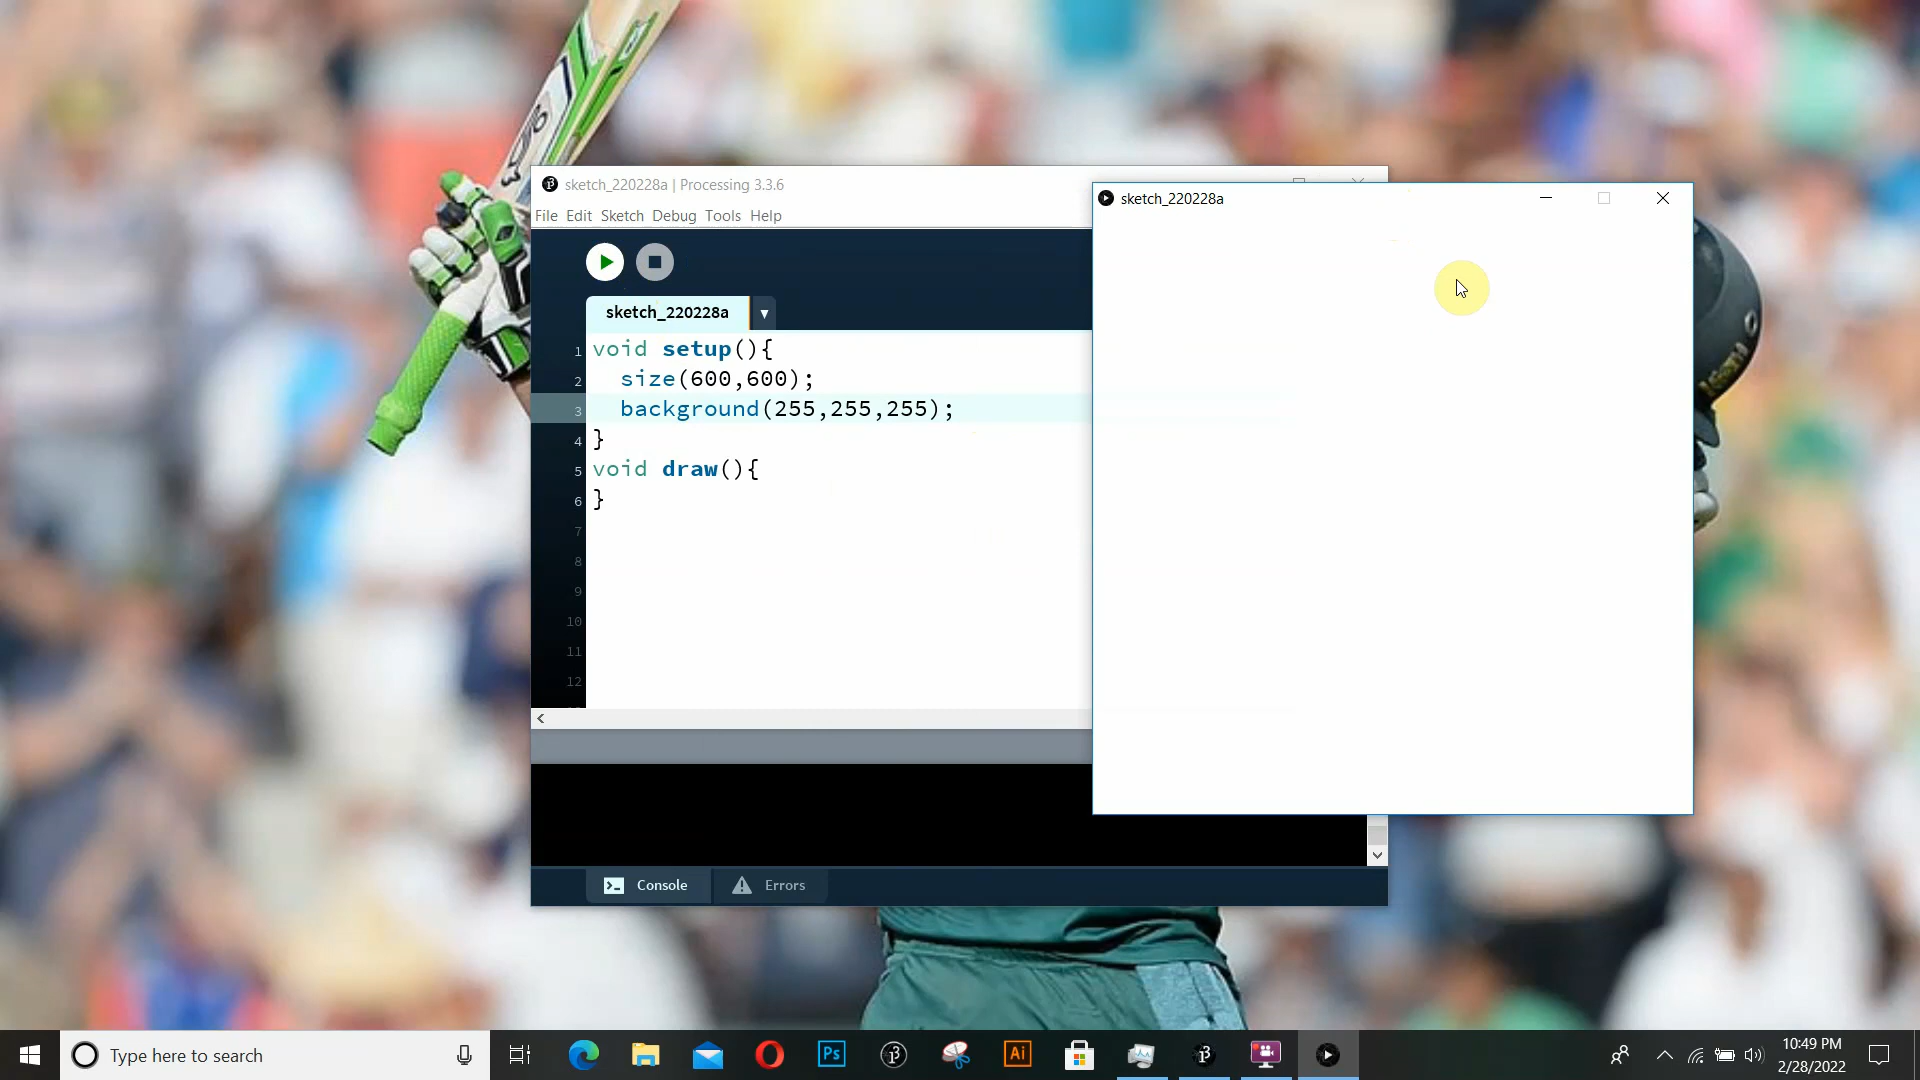 sketch_220228a | Processing 3.3.6
File Edit Sketch Debug Tools Help
sketch_220228a
sketch_220228a
1 void setup(){
2 size(600,600);
3 background(255,255,255);
4 }
5 void draw(){
6 }
7
8
9
10
11
12
Console
Errors
Type here to search
Ps
Ai
10:49 PM
2/28/2022